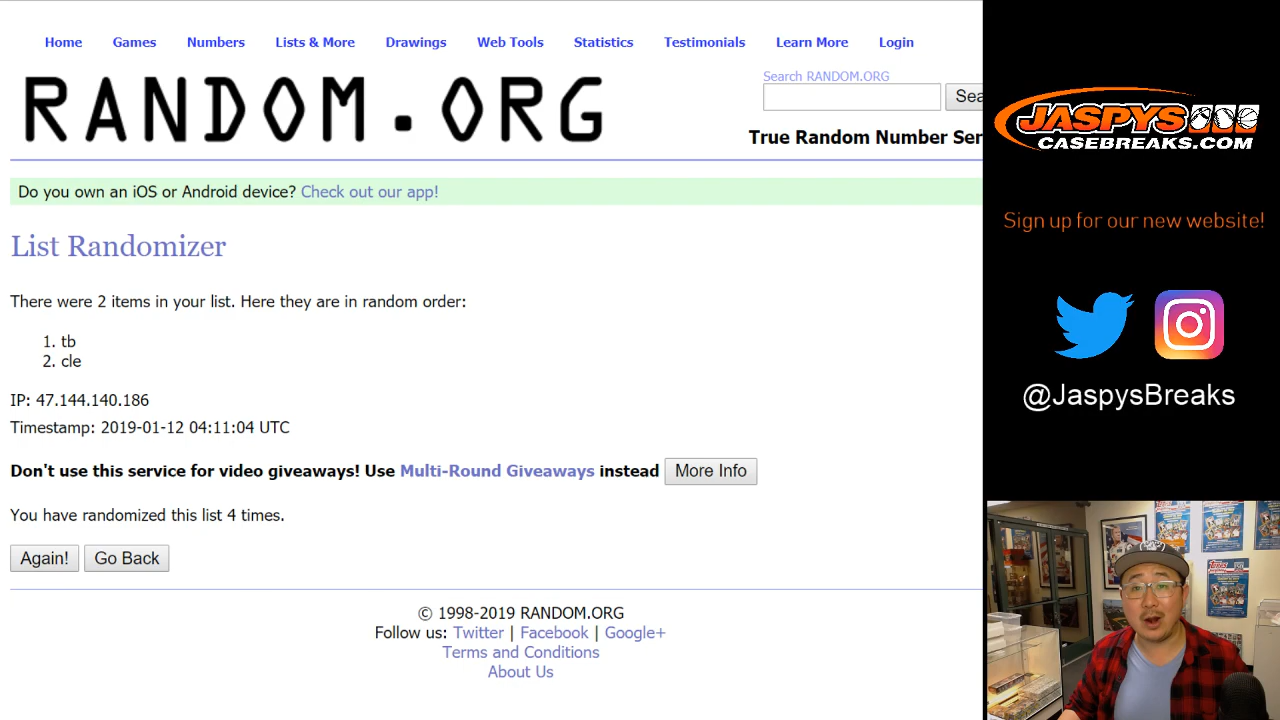 Home Games Numbers Lists & More Drawings Web Tools Statistics Testimonials Learn More Login
RANDOM.ORG
Search RANDOM.ORG
Sea
True Random Number Ser
Do you own an iOS or Android device? Check out our app!
List Randomizer
There were 2 items in your list. Here they are in random order:
1. tb
2. cle
IP: 47.144.140.186
Timestamp: 2019-01-12 04:11:04 UTC
Don't use this service for video giveaways! Use Multi-Round Giveaways instead More Info
You have randomized this list 4 times.
Again! Go Back
© 1998-2019 RANDOM.ORG
Follow us: Twitter | Facebook | Google+
Terms and Conditions
About Us
JASPYS
CASEBREAKS.COM
Sign up for our new website!
@JaspysBreaks
Topps